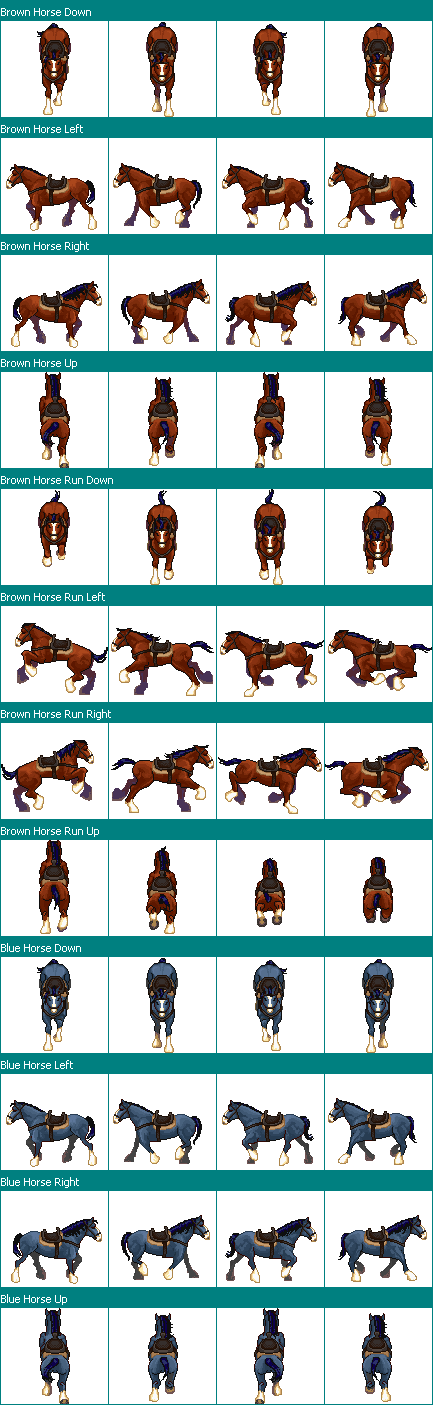 Brown Horse Down
Brown Horse Left
Brown Horse Right
Brown Horse Up
Brown Horse Run Down
Brown Horse Run Left
Brown Horse Run Right
Brown Horse Run Up
Blue Horse Down
Blue Horse Left
Blue Horse Right
Blue Horse Up